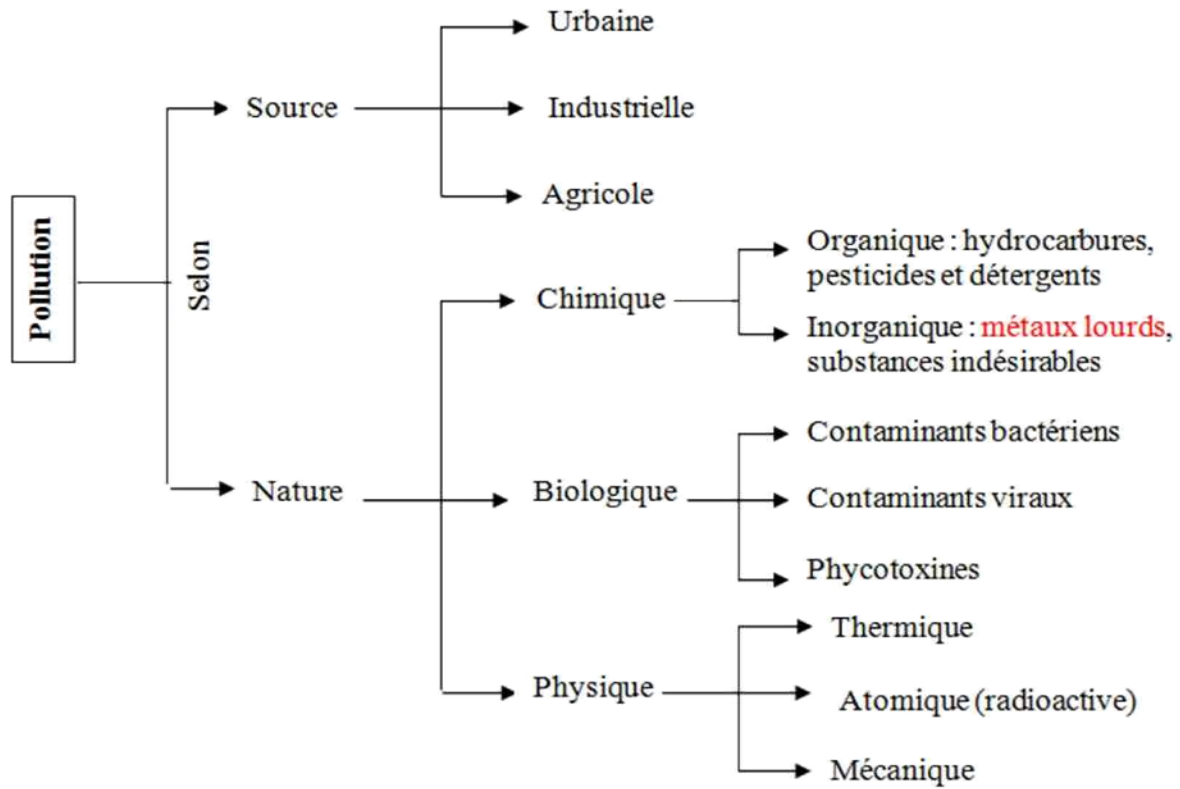 Pollution
Selon
Source
Urbaine
Industrielle
Agricole
Nature
Chimique
Organique : hydrocarbures,
pesticides et détergents
Inorganique : métaux lourds,
substances indésirables
Biologique
Contaminants bactériens
Contaminants viraux
Phycotoxines
Physique
Thermique
Atomique (radioactive)
Mécanique